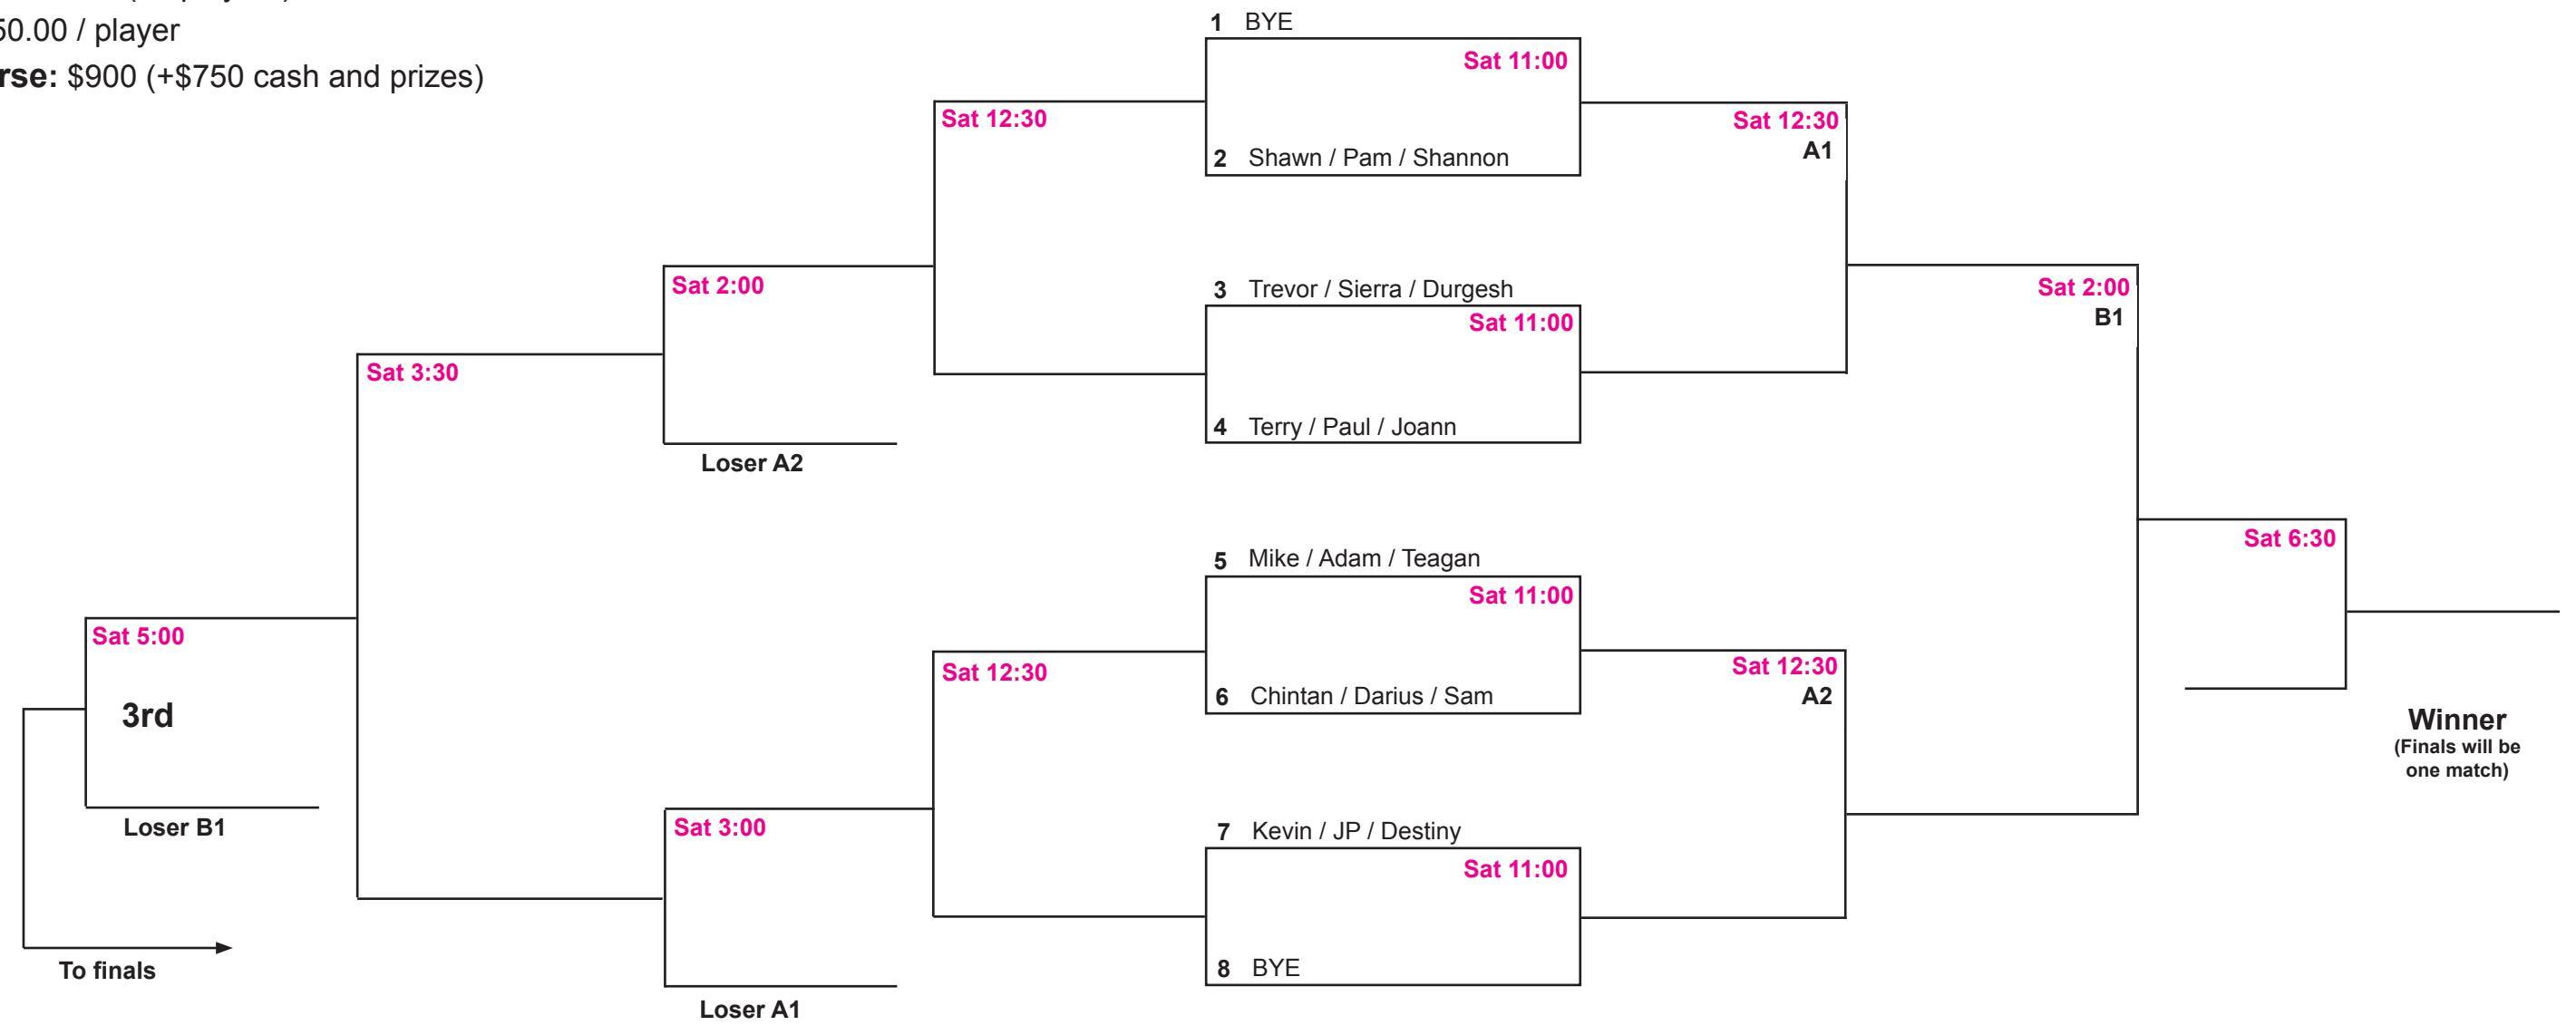 50.00 / player
rse: $900 (+$750 cash and prizes)
1 BYE
Sat 11:00
2 Shawn / Pam / Shannon
Sat 12:30
Sat 12:30
A1
Sat 2:00
3 Trevor / Sierra / Durgesh
Sat 11:00
4 Terry / Paul / Joann
Sat 2:00
B1
Sat 3:30
Loser A2
5 Mike / Adam / Teagan
Sat 11:00
6 Chintan / Darius / Sam
Sat 6:30
Sat 5:00
3rd
Sat 12:30
Sat 12:30
A2
Winner
(Finals will be
one match)
Loser B1
Sat 3:00
7 Kevin / JP / Destiny
Sat 11:00
8 BYE
To finals
Loser A1